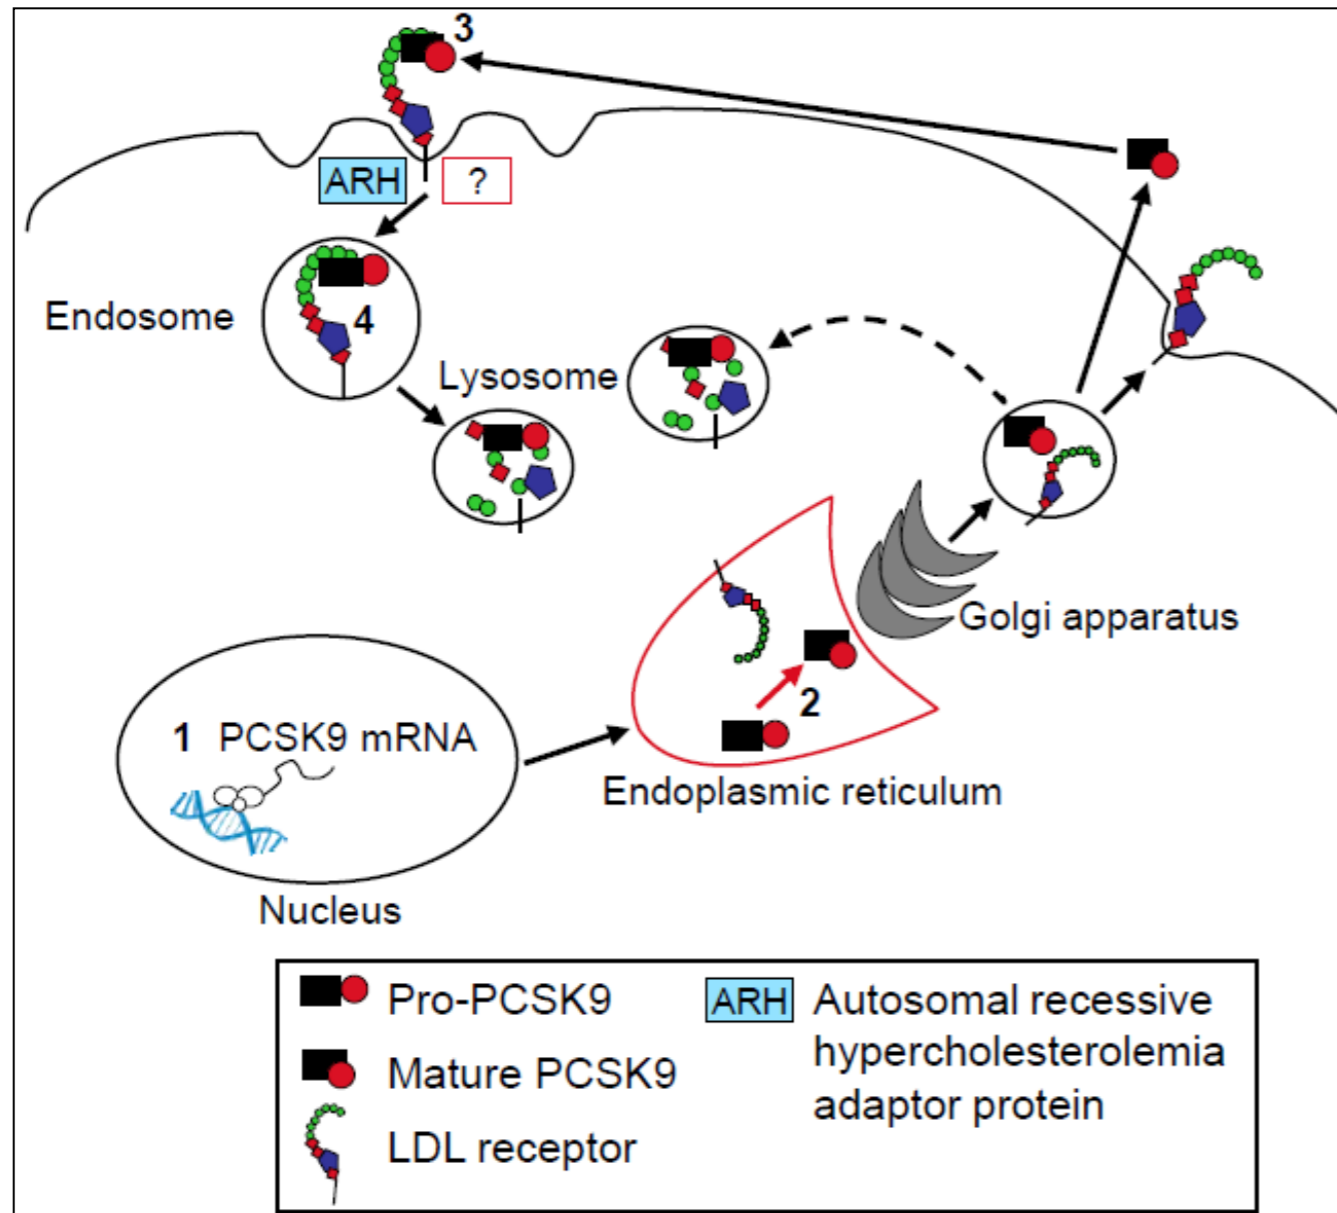 3
ARH
?
Endosome
4
Lysosome
Golgi apparatus
2
1 PCSK9 mRNA
Endoplasmic reticulum
Nucleus
Pro-PCSK9
Mature PCSK9
LDL receptor
ARH Autosomal recessive
hypercholesterolemia
adaptor protein